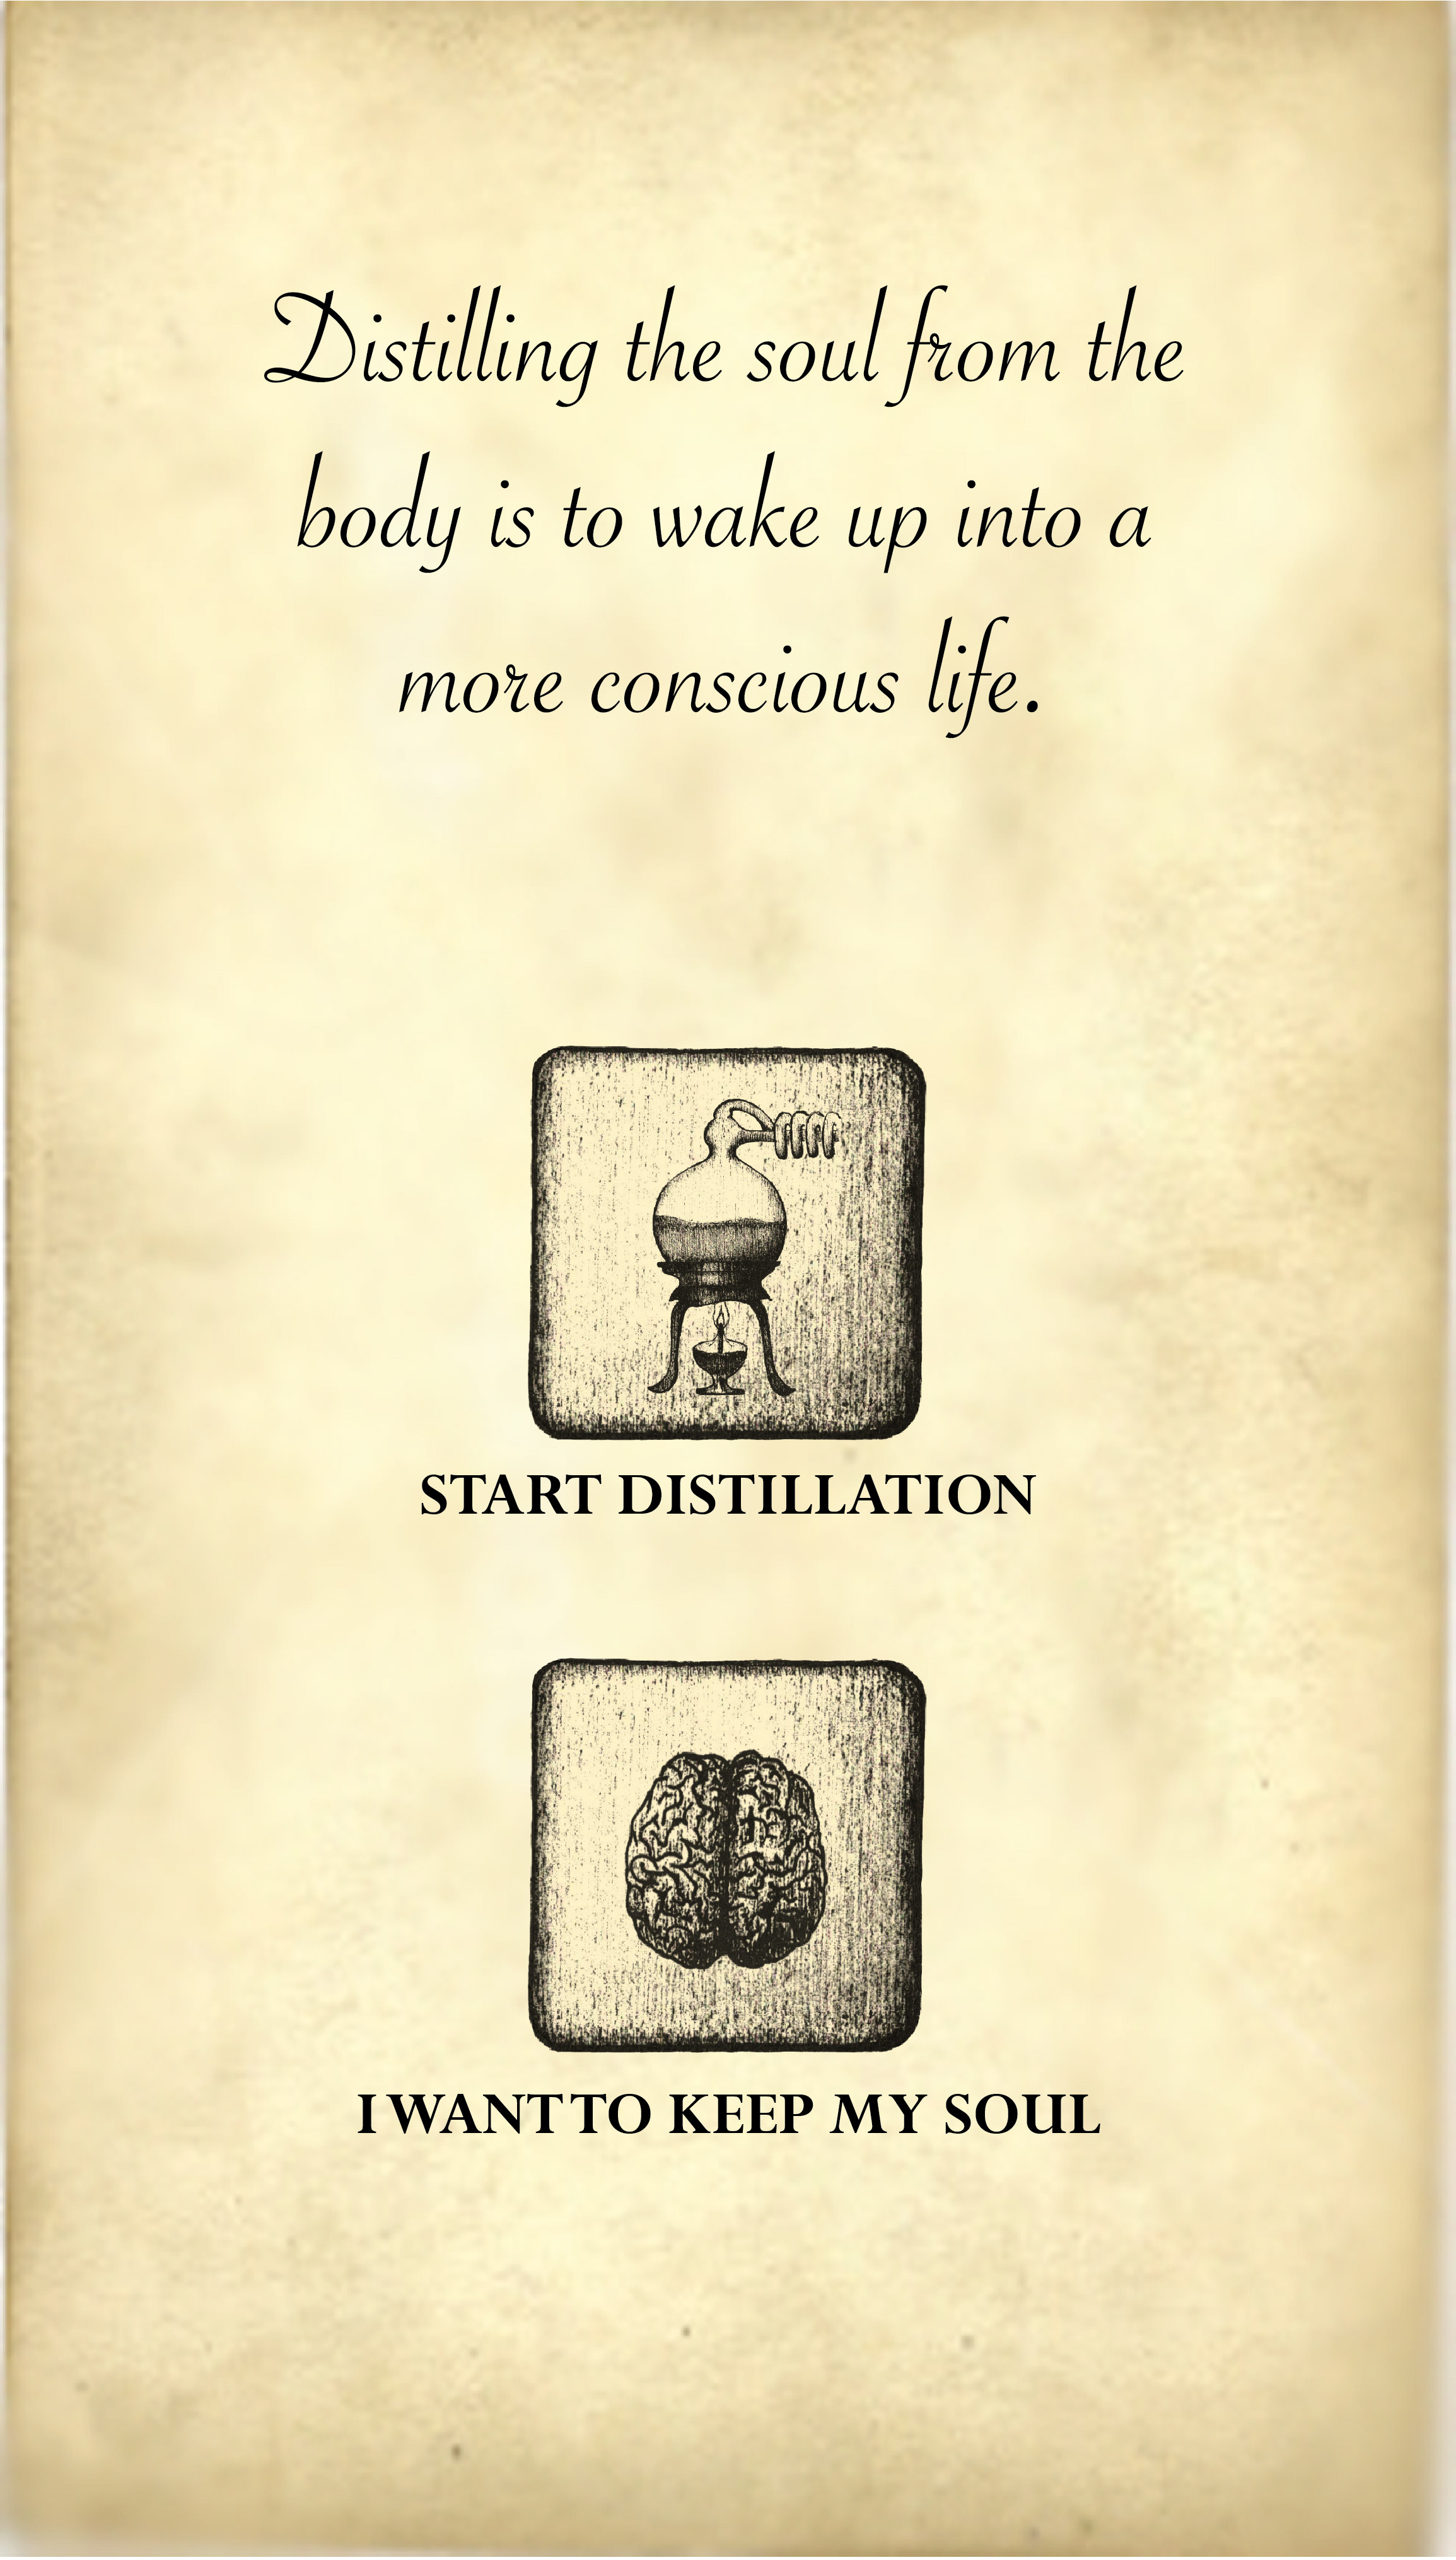 Distilling the soul from the
body is to wake up into a
more conscious life.
START DISTILLATION
I WANT TO KEEP MY SOUL